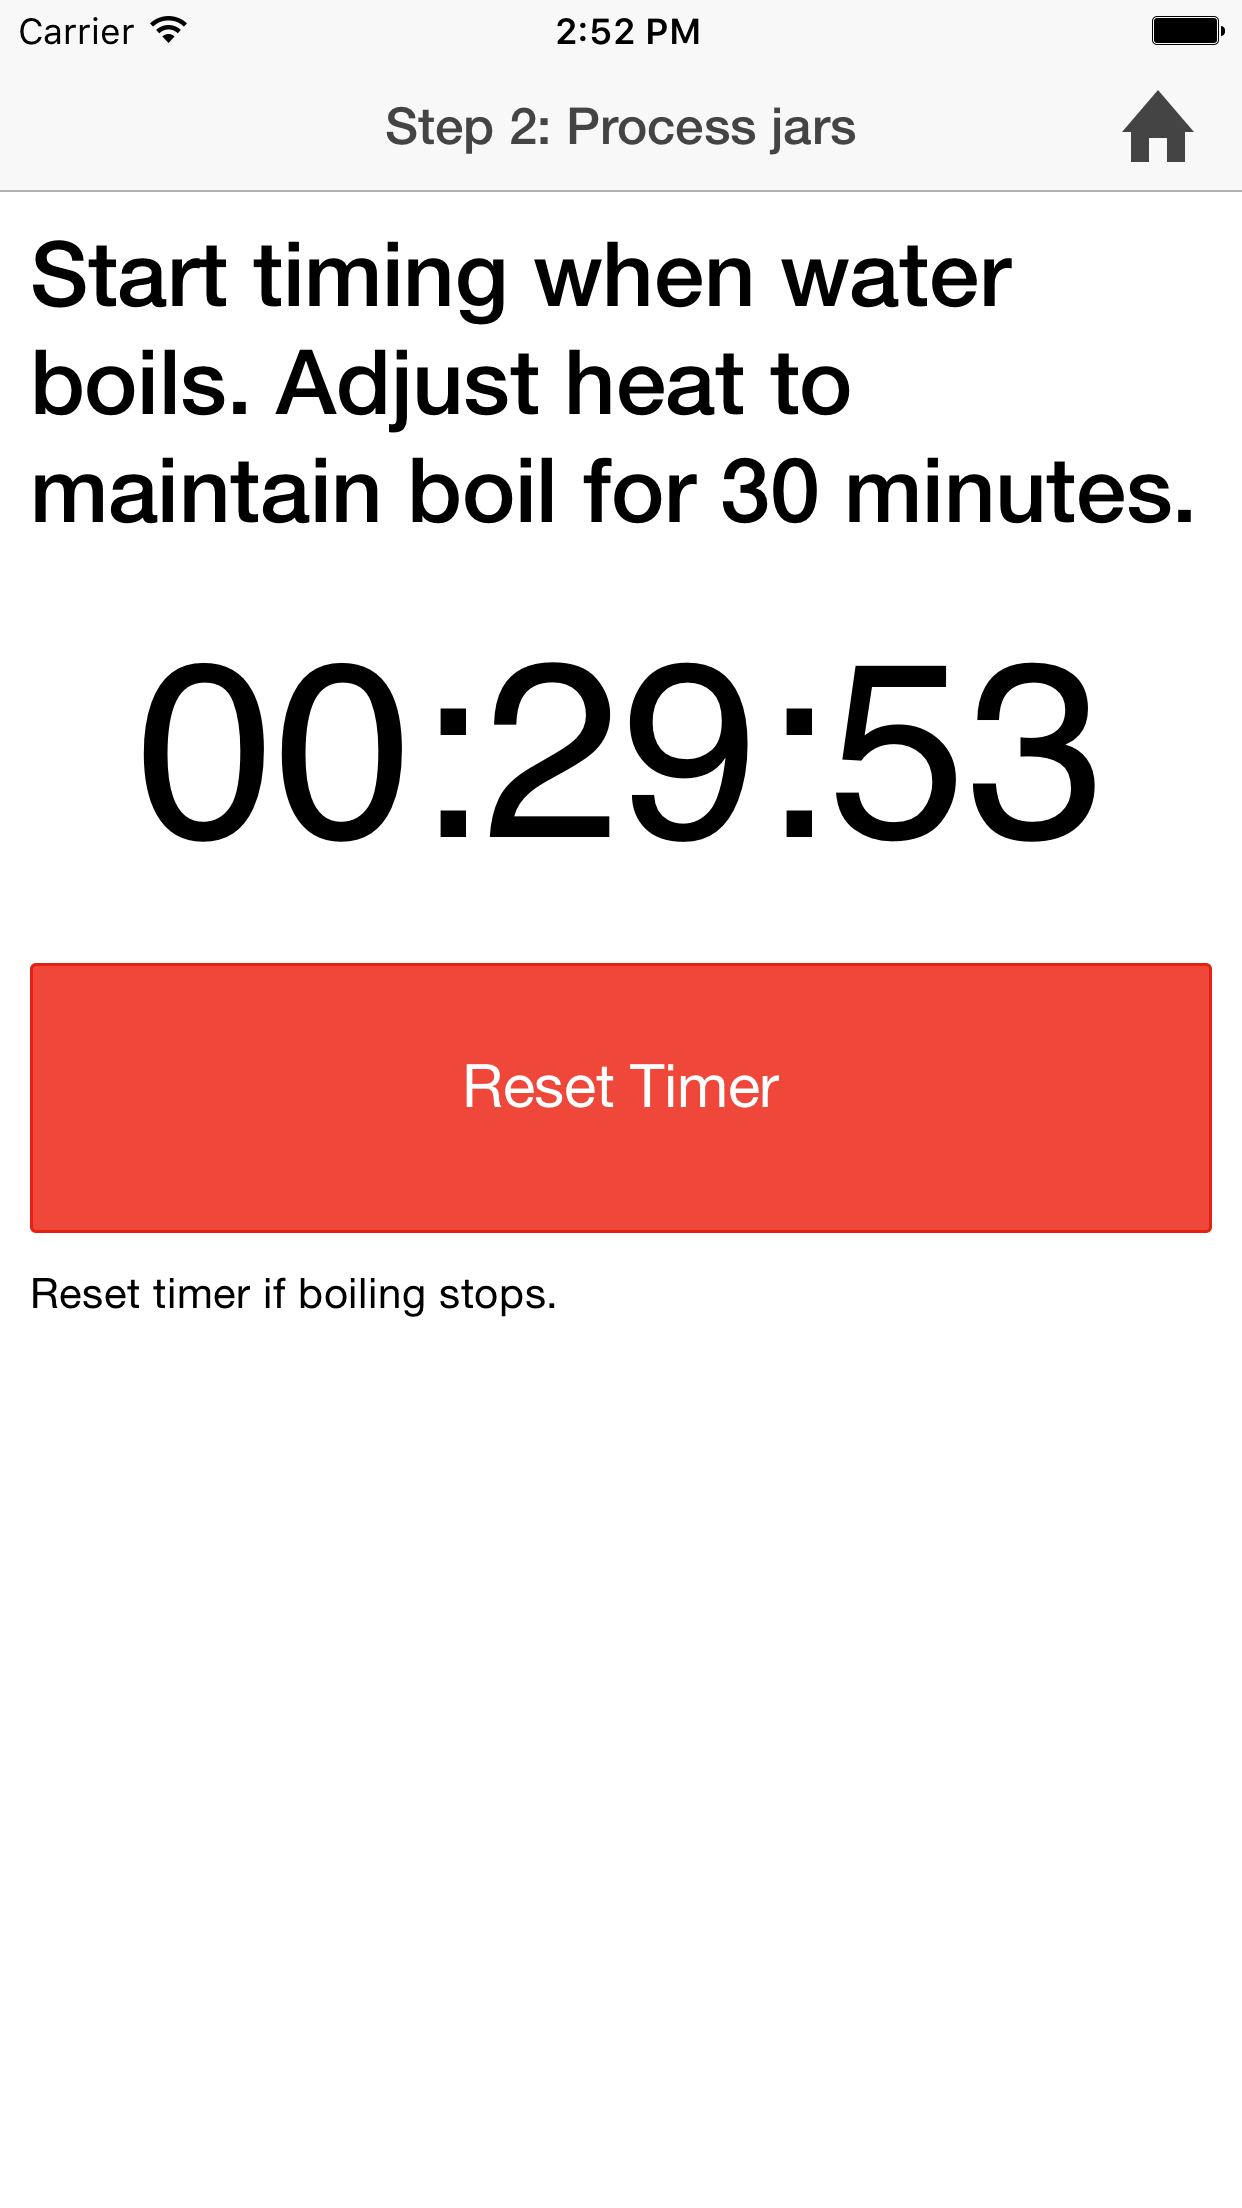 Carrier 2:52 PM
Step 2: Process jars
Start timing when water
boils. Adjust heat to
maintain boil for 30 minutes.
00:29:53
Reset Timer
Reset timer if boiling stops.